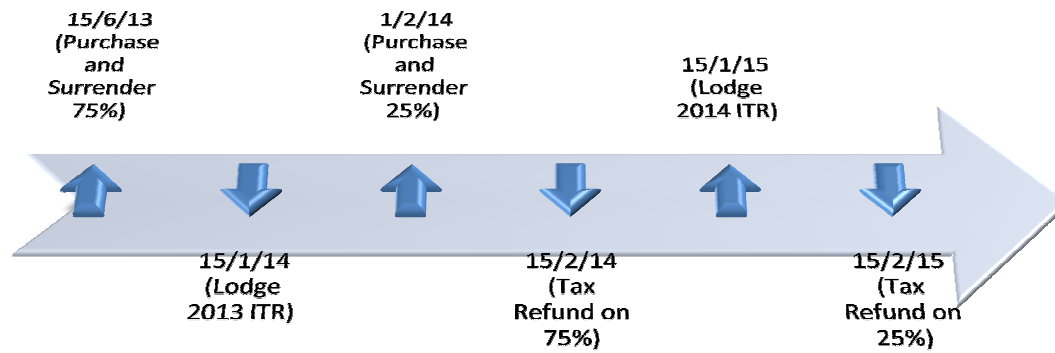 15/6/13
(Purchase
and
Surrender
75%)
15/1/14
(Lodge
2013 ITR)
1/2/14
(Purchase
and
Surrender
25%)
15/2/14
(Tax
Refund on
75%)
15/1/15
(Lodge
2014 ITR)
15/2/15
(Tax
Refund on
25%)